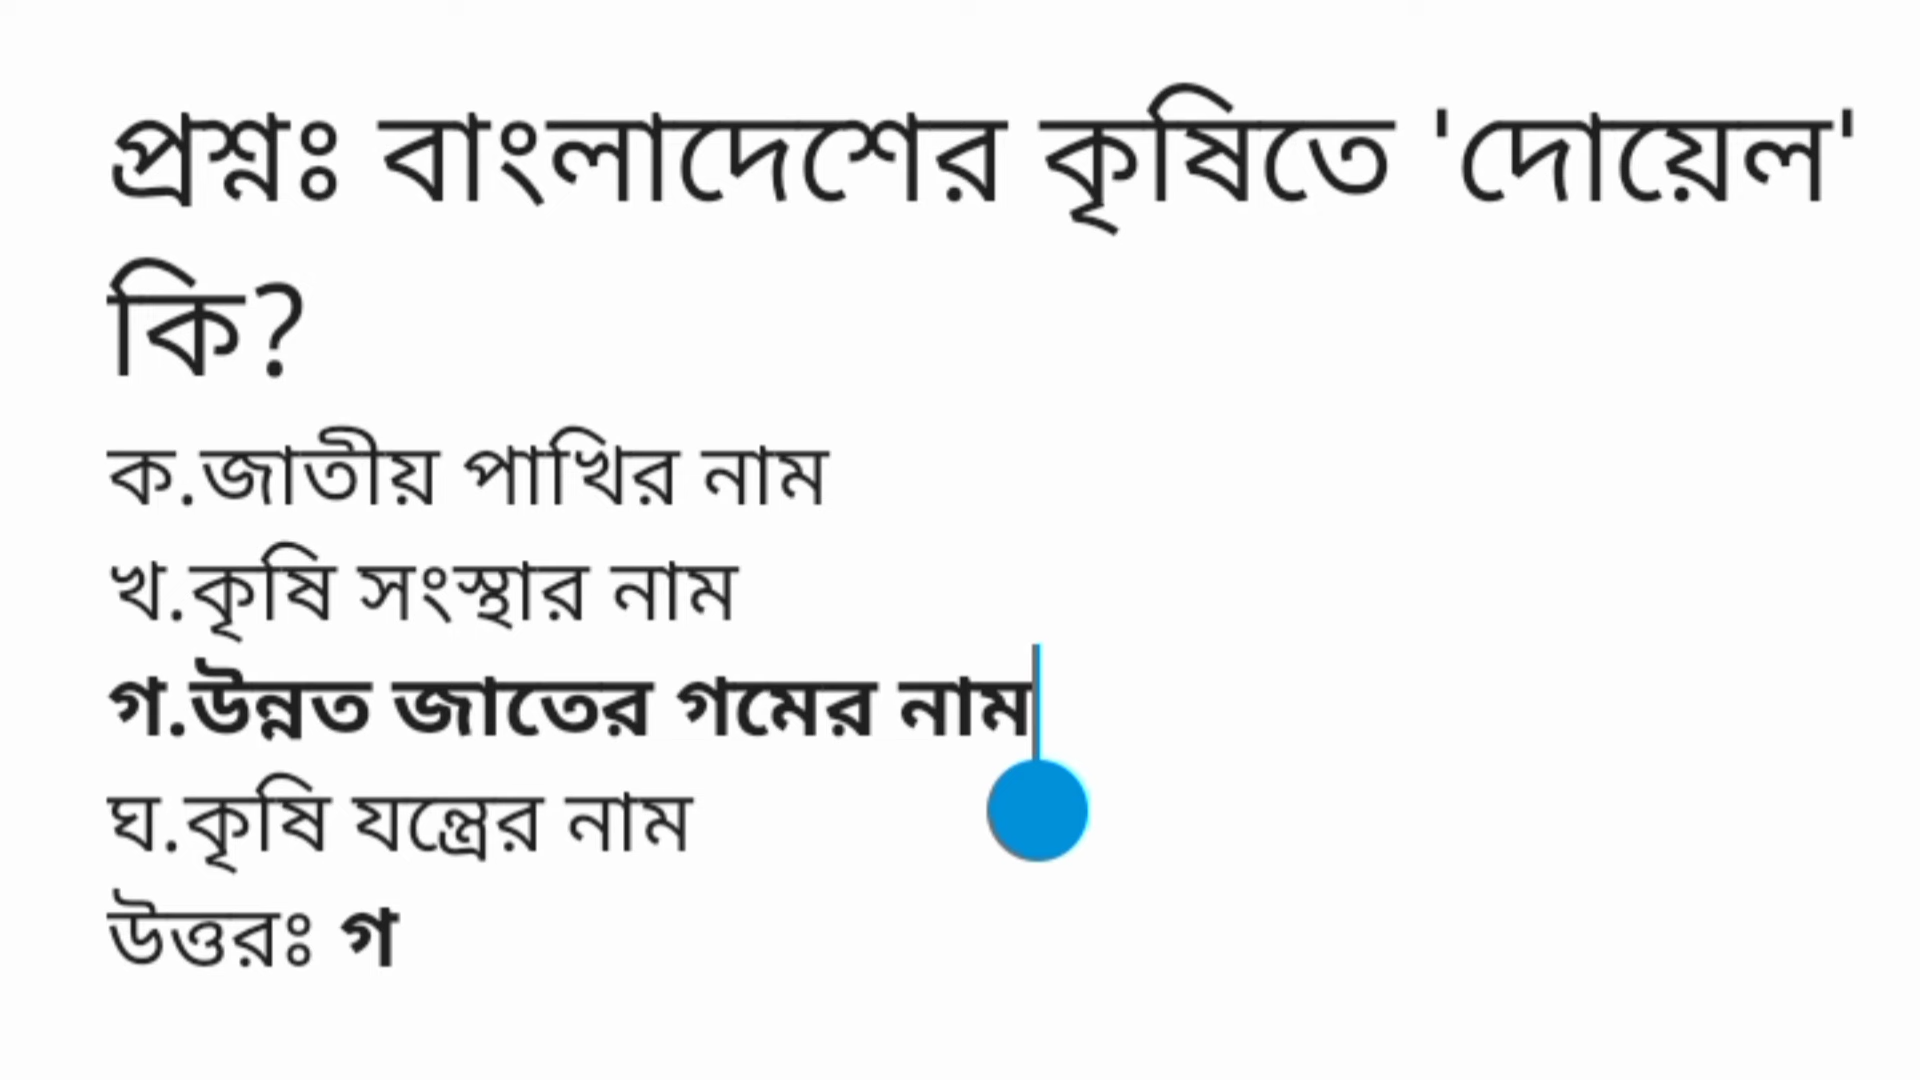 প্রশ্নঃ বাংলাদেশের কৃষিতে 'দোয়েল'
কি?
ক.জাতীয় পাখির নাম
খ.কৃষি সংস্থার নাম
গ.উন্নত জাতের গমের নাম
ঘ.কৃষি যন্ত্রের নাম
উত্তরঃ গ